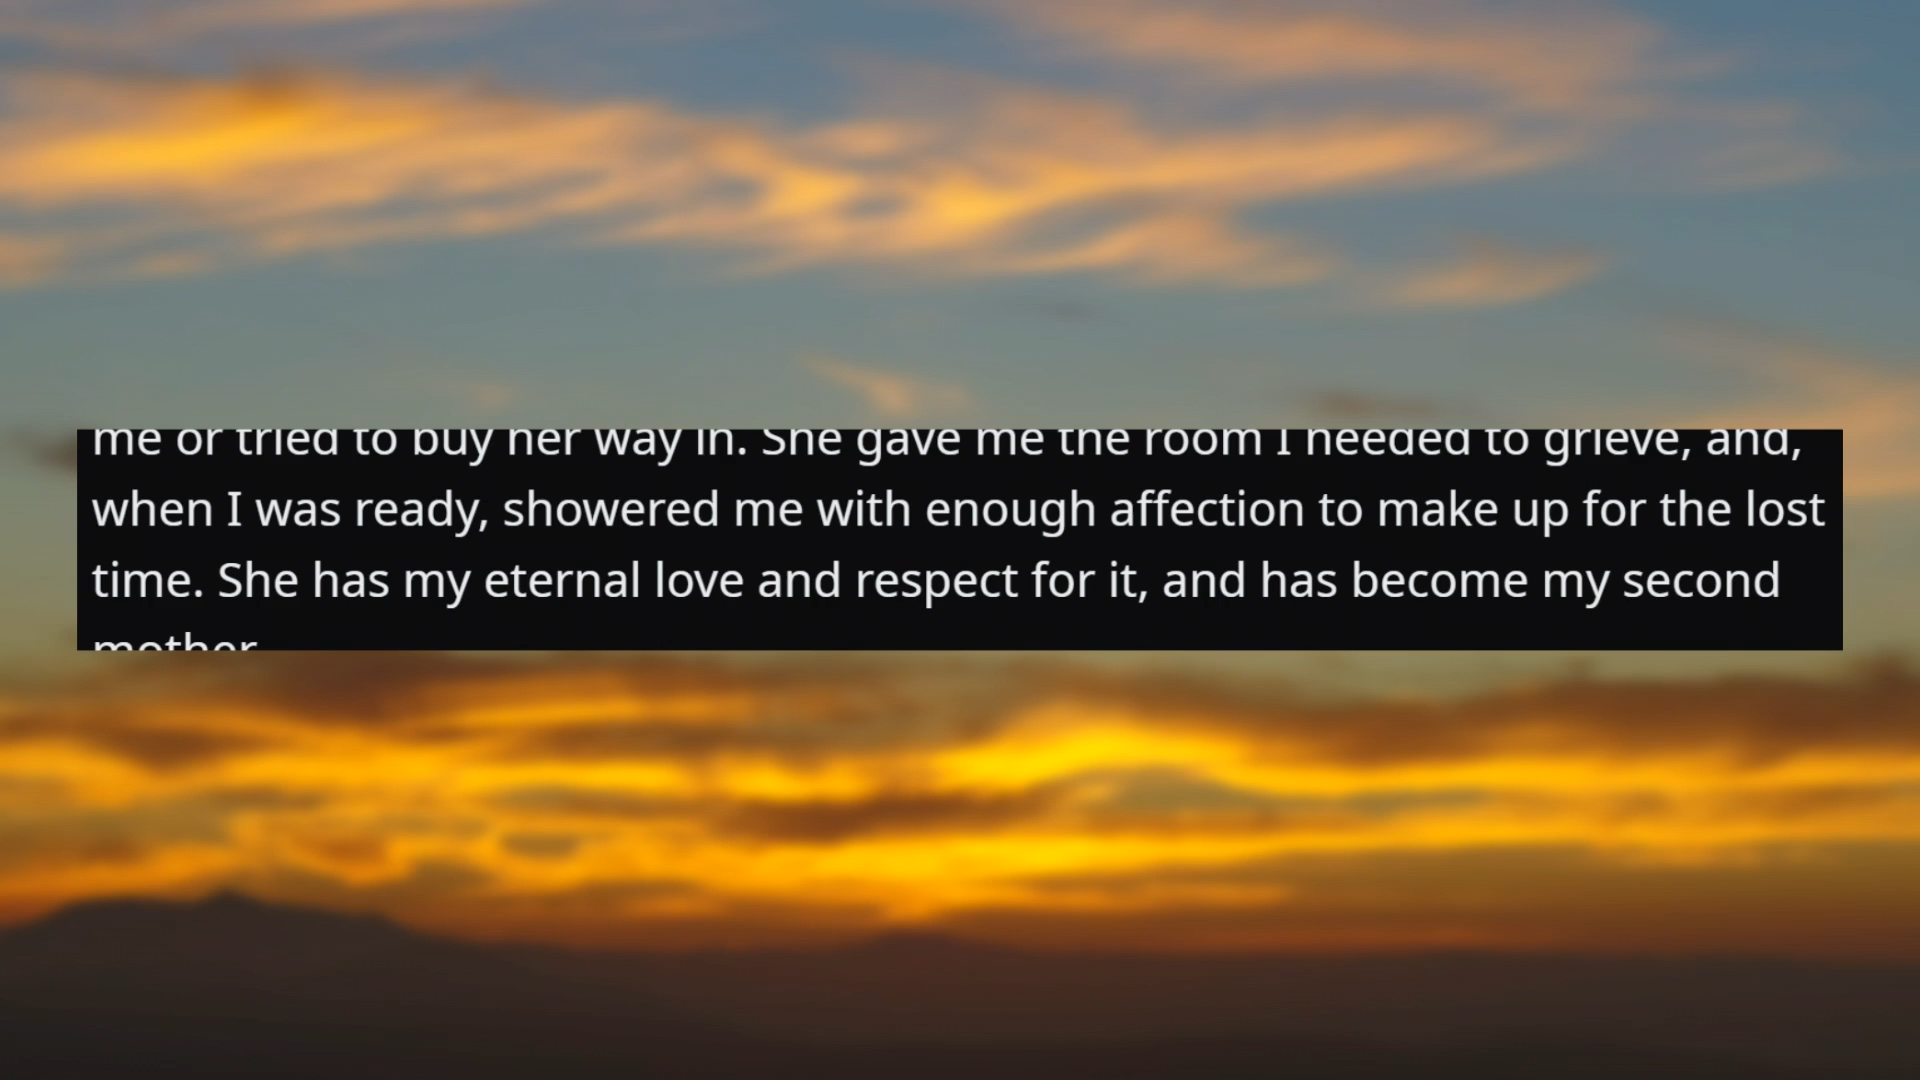 me or tried to buy her way in. She gave me the room I needed to grieve, and,
when I was ready, showered me with enough affection to make up for the lost
time. She has my eternal love and respect for it, and has become my second
mother